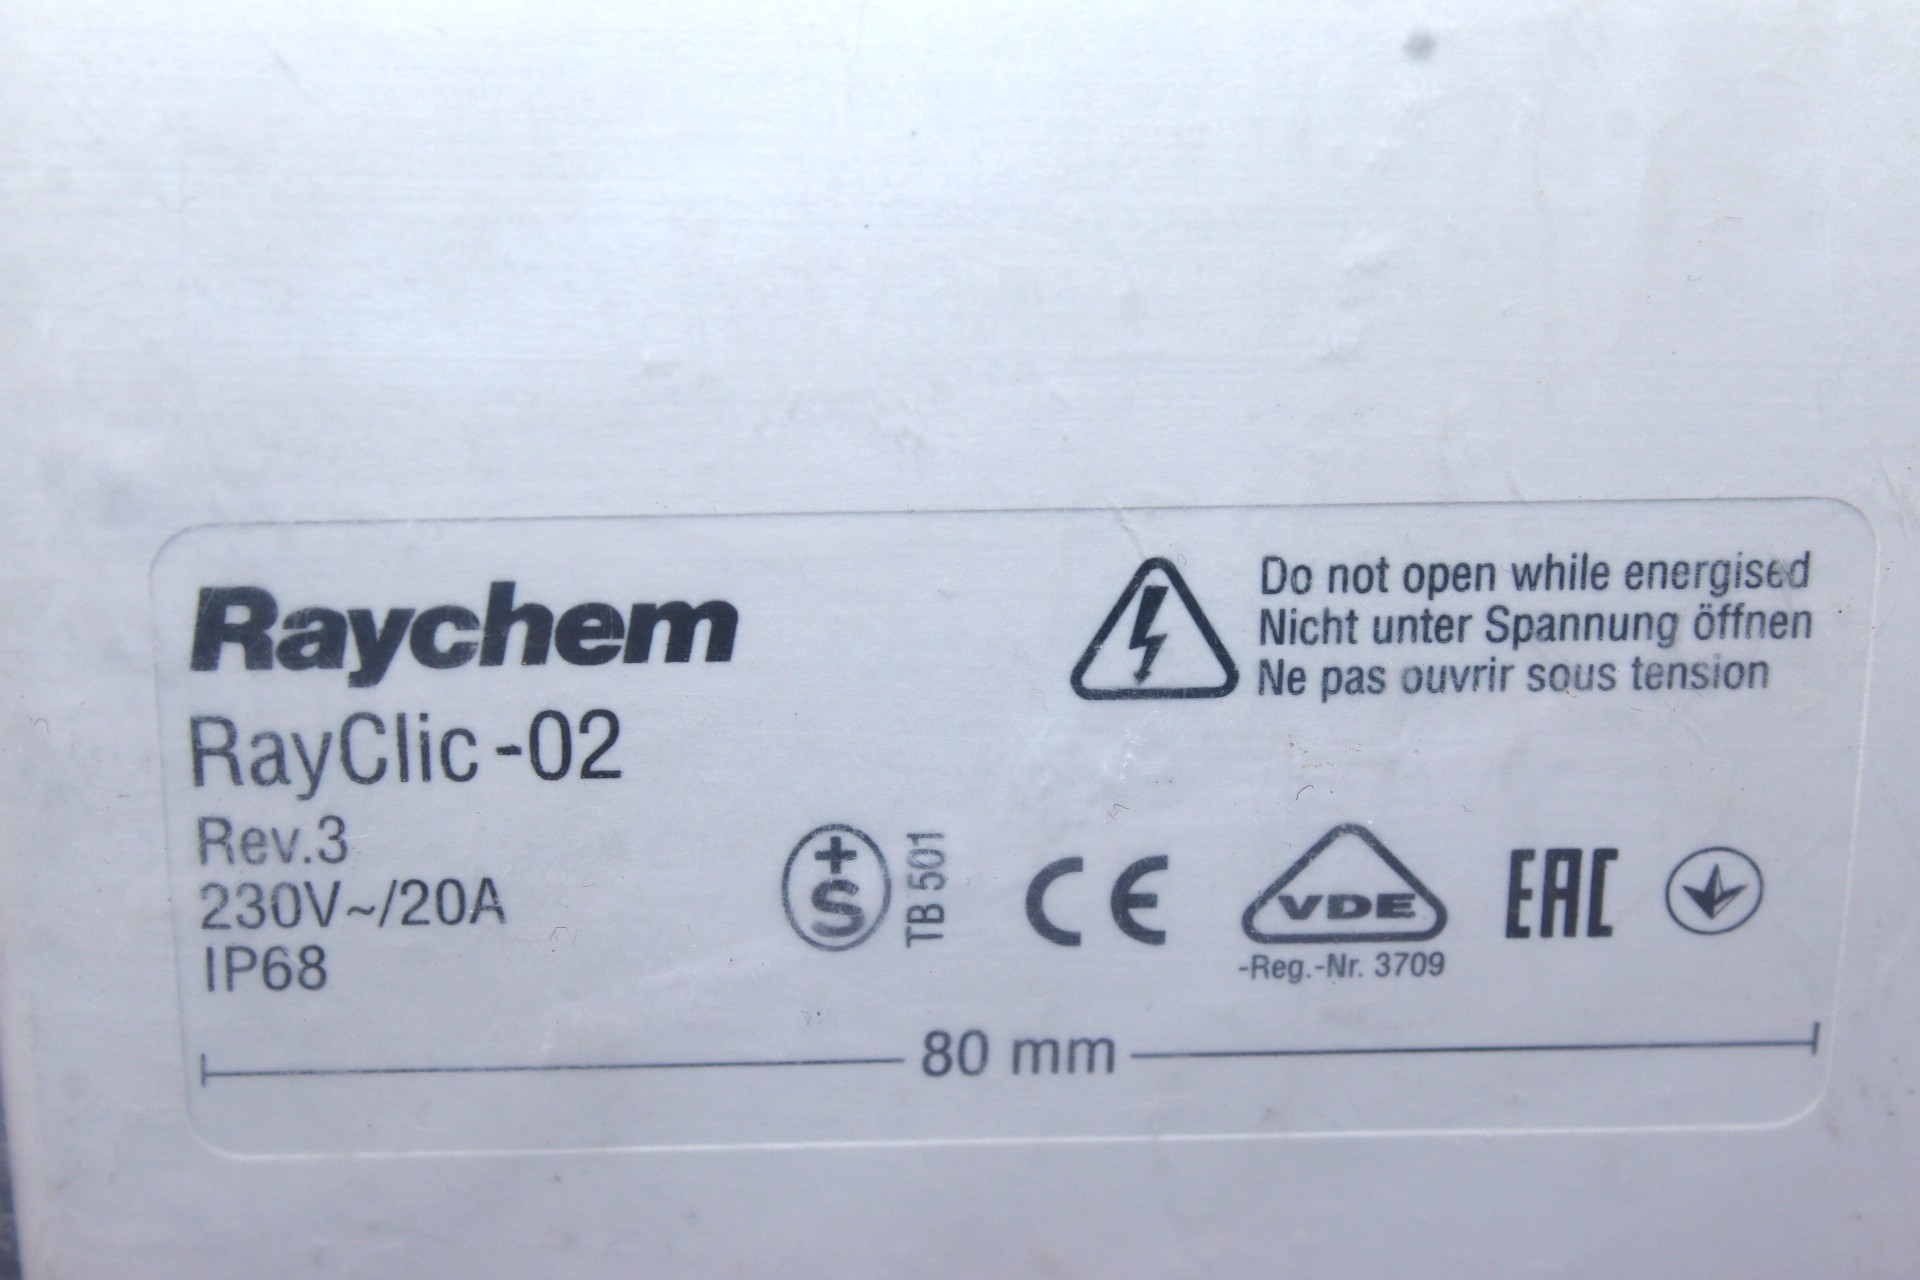 Raychem
RayClic-02
Rev.3
230V~/20A
IP68
Do not open while energised
Nicht unter Spannung öffnen
Ne pas ouvrir sous tension
+S
TB 501
CE
VDE
-Reg.-Nr. 3709
EAC
80 mm